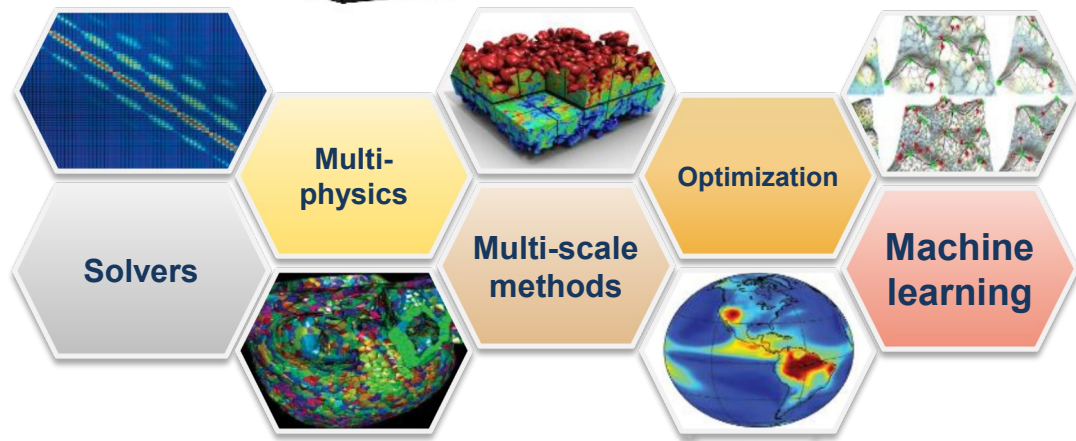 Multi-
physics
Optimization
Solvers
Multi-scale
methods
Machine
learning